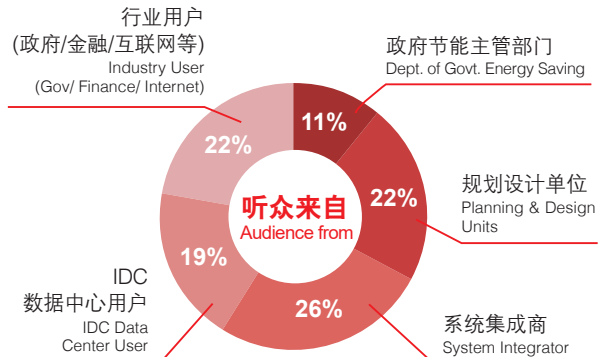 行业用户
(政府/金融/互联网等)
Industry User
(Gov/ Finance/ Internet)
政府节能主管部门
Dept. of Govt. Energy Saving
11%
22%
22%
规划设计单位
Planning & Design
Units
听众来自
Audience from
19%
26%
IDC
数据中心用户
IDC Data
Center User
系统集成商
System Integrator